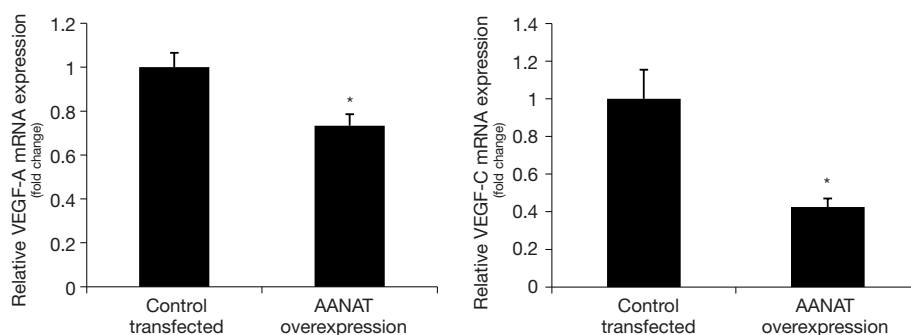 Relative VEGF-A mRNA expression
(fold change)
1.2
1
0.8
0.6
0.4
0.2
0
*
Control
transfected
AANAT
overexpression
Relative VEGF-C mRNA expression
(fold change)
1.4
1.2
1
0.8
0.6
0.4
0.2
0
*
Control
transfected
AANAT
overexpression